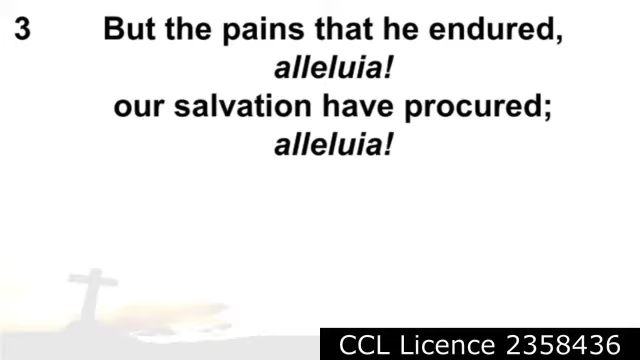 3 But the pains that he endured,
alleluia!
our salvation have procured;
alleluia!
CCL Licence 2358436